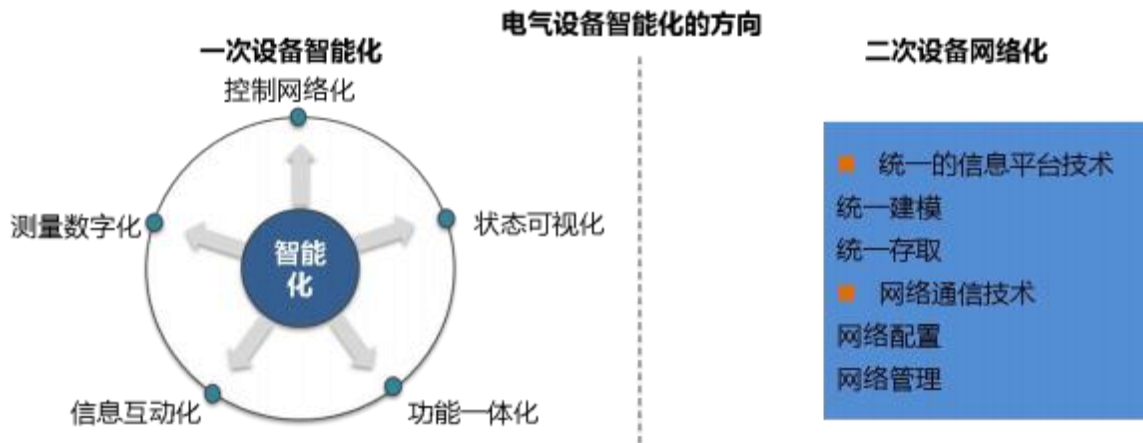 电气设备智能化的方向
一次设备智能化
控制网络化
测量数字化
状态可视化
智能
化
信息互动化
功能一体化
二次设备网络化
■ 统一的信息平台技术
统一建模
统一存取
■ 网络通信技术
网络配置
网络管理